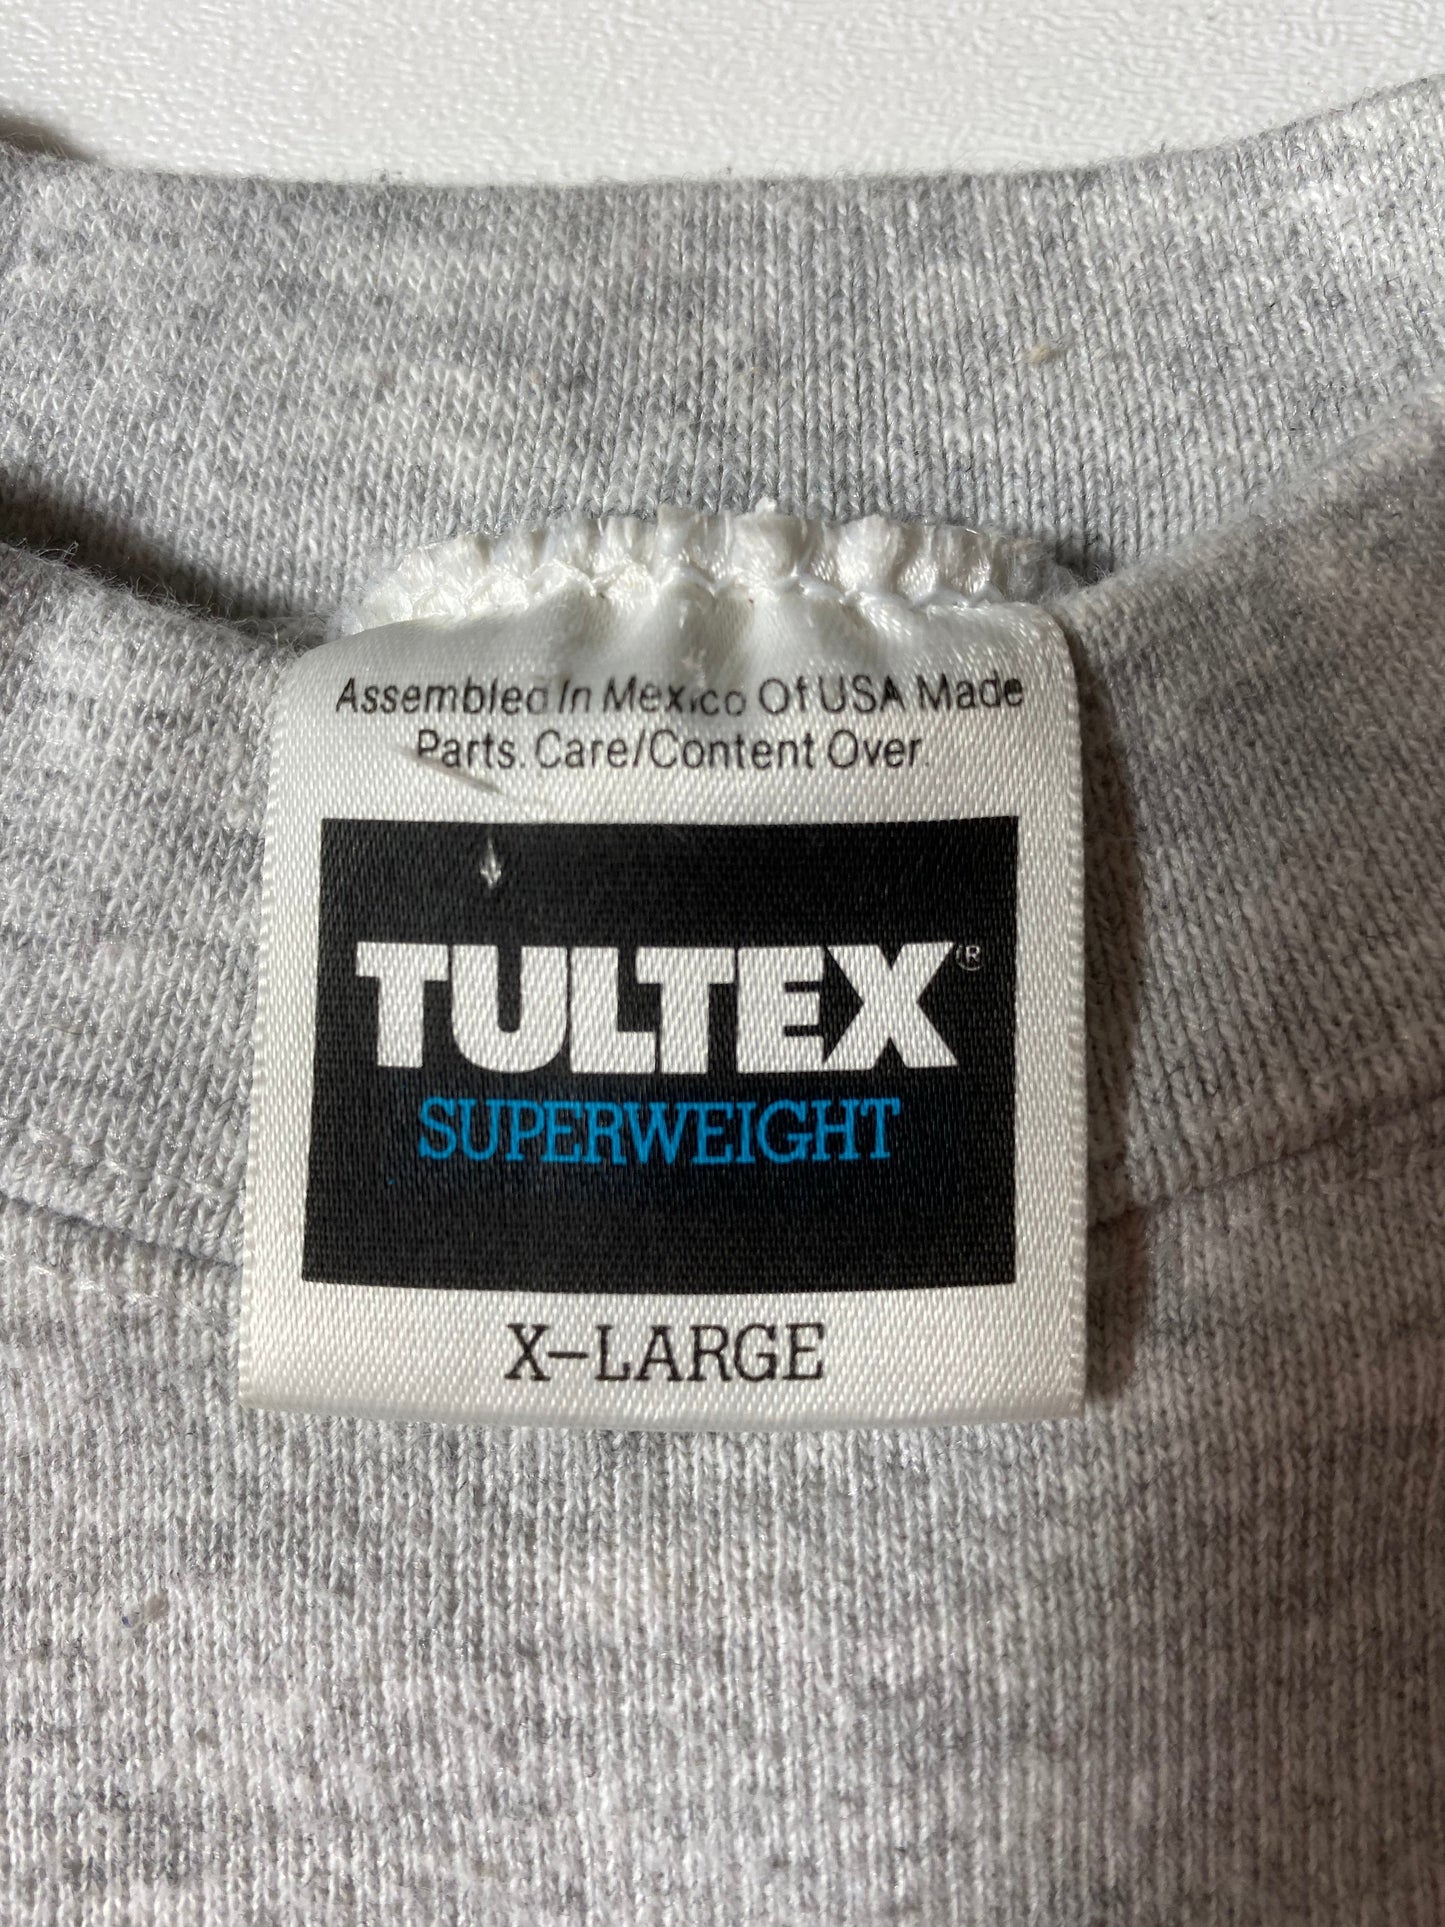 Assembled In Mexico Of USA Made
Parts. Care/Content Over.
TULTEX®
SUPERWEIGHT
X-LARGE